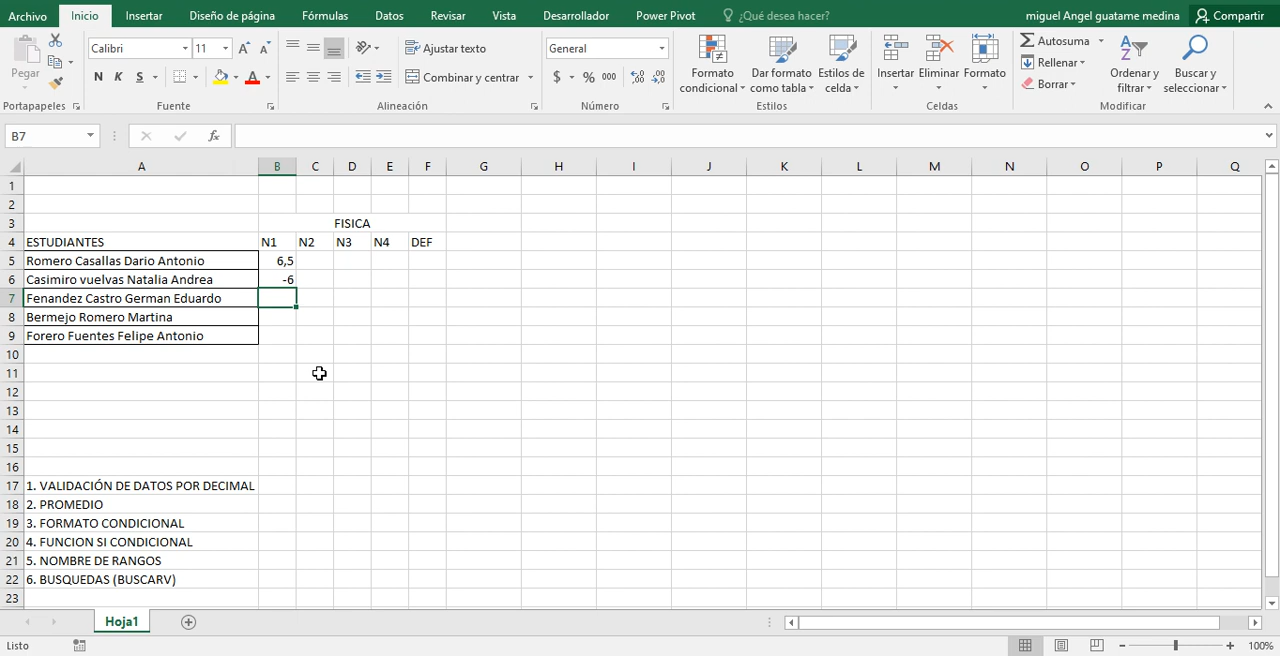 Archivo Inicio Insertar Diseño de página Fórmulas Datos Revisar Vista Desarrollador Power Pivot ¿Qué desea hacer? miguel Angel guatame medina Compartir
Pegar
Portapapeles
Calibri 11
N K S
Fuente
Ajustar texto
Combinar y centrar
Alineación
General
$ % 000
Número
Formato condicional
Dar formato como tabla
Estilos de celda
Estilos
Insertar Eliminar Formato
Celdas
Autosuma
Rellenar
Borrar
Ordenar y filtrar
Buscar y seleccionar
Modificar
B7 fx
A B C D E F G H I J K L M N O P Q
1
2
3 FISICA
4 ESTUDIANTES N1 N2 N3 N4 DEF
5 Romero Casallas Dario Antonio 6,5
6 Casimiro vuelvas Natalia Andrea -6
7 Fenandez Castro German Eduardo
8 Bermejo Romero Martina
9 Forero Fuentes Felipe Antonio
10
11
12
13
14
15
16
17 1. VALIDACIÓN DE DATOS POR DECIMAL
18 2. PROMEDIO
19 3. FORMATO CONDICIONAL
20 4. FUNCION SI CONDICIONAL
21 5. NOMBRE DE RANGOS
22 6. BUSQUEDAS (BUSCARV)
23
Hoja1
Listo 100%